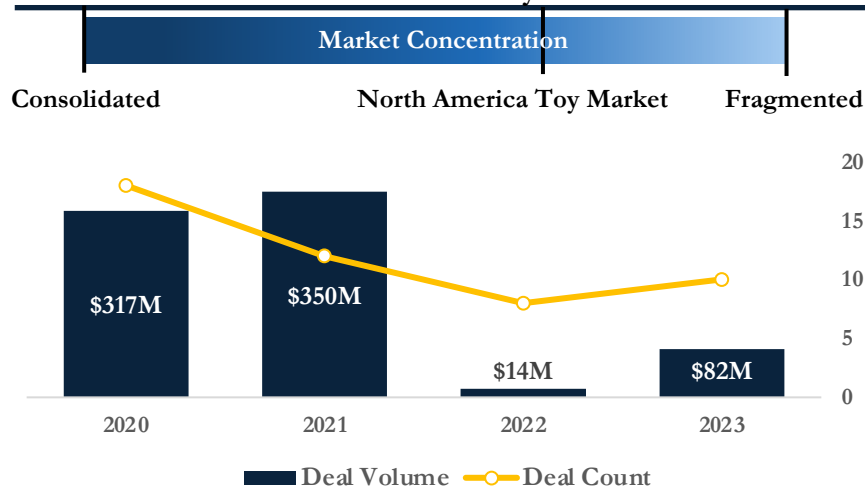 Market Concentration
Consolidated North America Toy Market Fragmented
20
15
10
5
0
$317M $350M $14M $82M
2020 2021 2022 2023
Deal Volume Deal Count